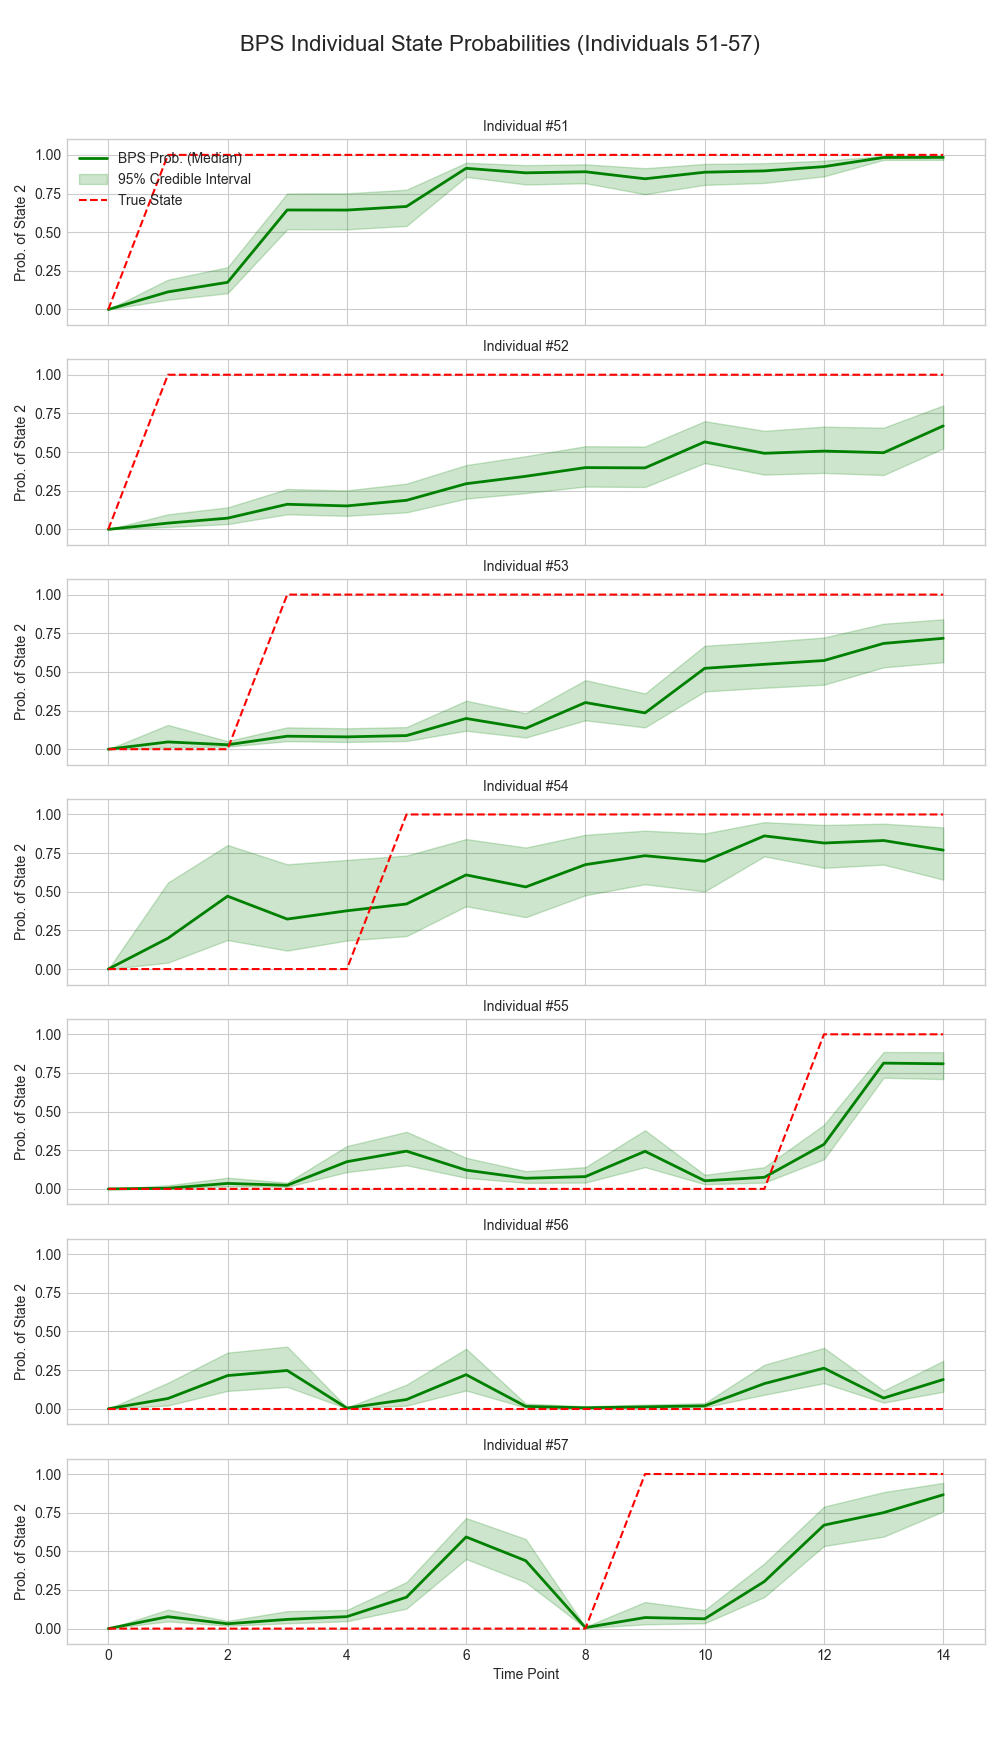 BPS Individual State Probabilities (Individuals 51-57)
Individual #51
1.00
0.75
0.50
0.25
0.00
Prob. of State 2
BPS Prob. (Median)
95% Credible Interval
True State
Individual #52
1.00
0.75
0.50
0.25
0.00
Prob. of State 2
Individual #53
1.00
0.75
0.50
0.25
0.00
Prob. of State 2
Individual #54
1.00
0.75
0.50
0.25
0.00
Prob. of State 2
Individual #55
1.00
0.75
0.50
0.25
0.00
Prob. of State 2
Individual #56
1.00
0.75
0.50
0.25
0.00
Prob. of State 2
Individual #57
1.00
0.75
0.50
0.25
0.00
Prob. of State 2
0 2 4 6 8 10 12 14
Time Point